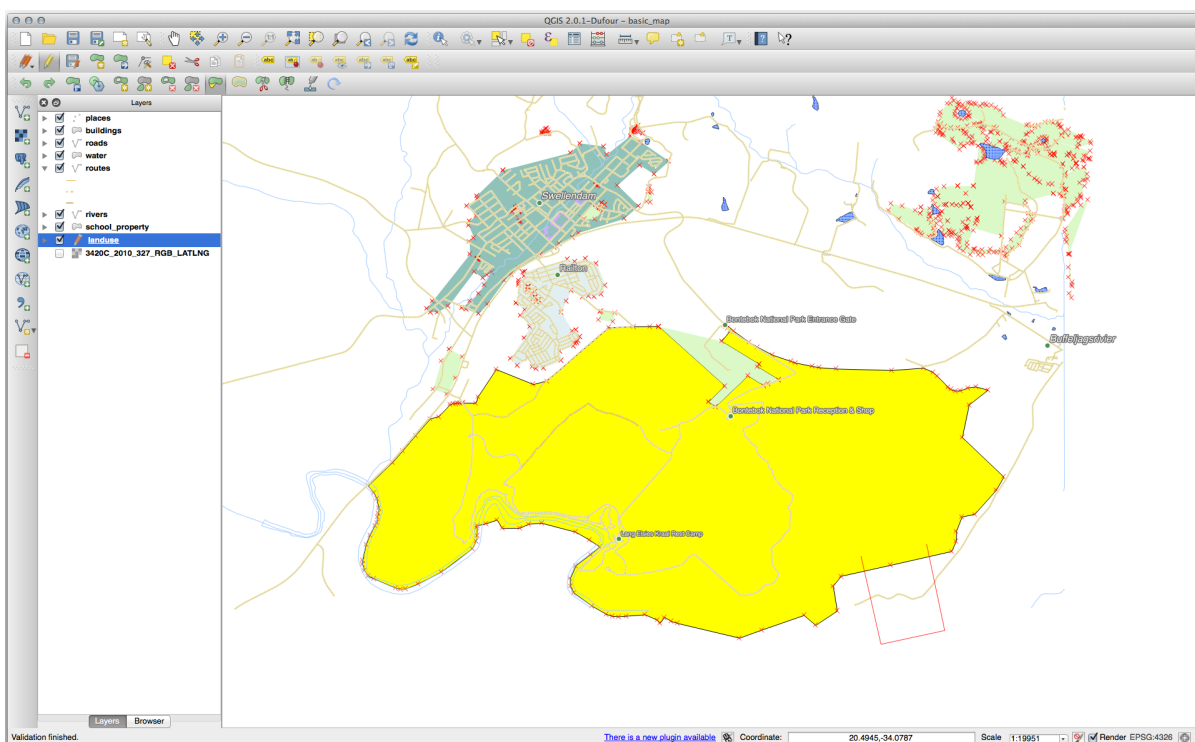 QGIS 2.0.1-Dufour - basic_map
Layers
places
buildings
roads
water
routes
rivers
school_property
landuse
3420C_2010_327_RGB_LATLNG
Swellendam
Railton
Bontebok National Park Entrance Gate
Buffeljagsrivier
Bontebok National Park Reception & Shop
Lang Elsies Kraal Rest Camp
Layers Browser
Validation finished. There is a new plugin available Coordinate: 20.4945,-34.0787 Scale 1:19951 Render EPSG:4326